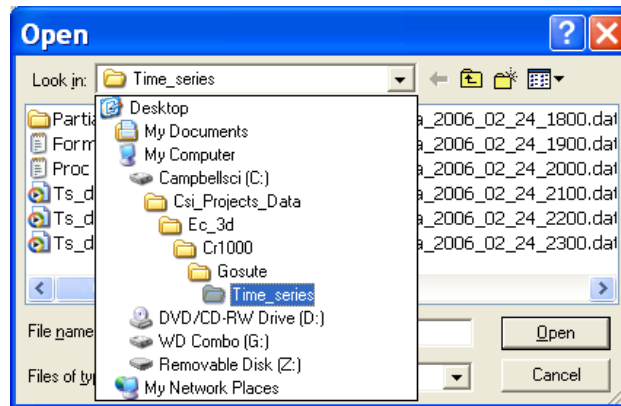 Open
Look in: Time_series
Desktop
My Documents
My Computer
Campbellsci (C:)
Csi_Projects_Data
Ec_3d
Cr1000
Gosute
Time_series
DVD/CD-RW Drive (D:)
WD Combo (G:)
Removable Disk (Z:)
My Network Places
Partia
Form
Proc
Ts_d
Ts_d
Ts_d
a_2006_02_24_1800.dat
a_2006_02_24_1900.dat
a_2006_02_24_2000.dat
a_2006_02_24_2100.dat
a_2006_02_24_2200.dat
a_2006_02_24_2300.dat
File name
Open
Files of ty
Cancel